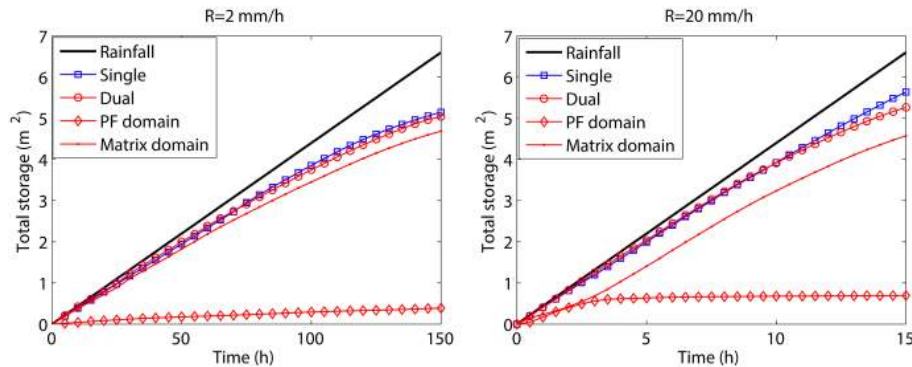 R=2 mm/h
Total storage (m²)
7
6
5
4
3
2
1
0
Rainfall
Single
Dual
PF domain
Matrix domain
0
50
100
150
Time (h)
R=20 mm/h
Total storage (m²)
7
6
5
4
3
2
1
0
Rainfall
Single
Dual
PF domain
Matrix domain
0
5
10
15
Time (h)